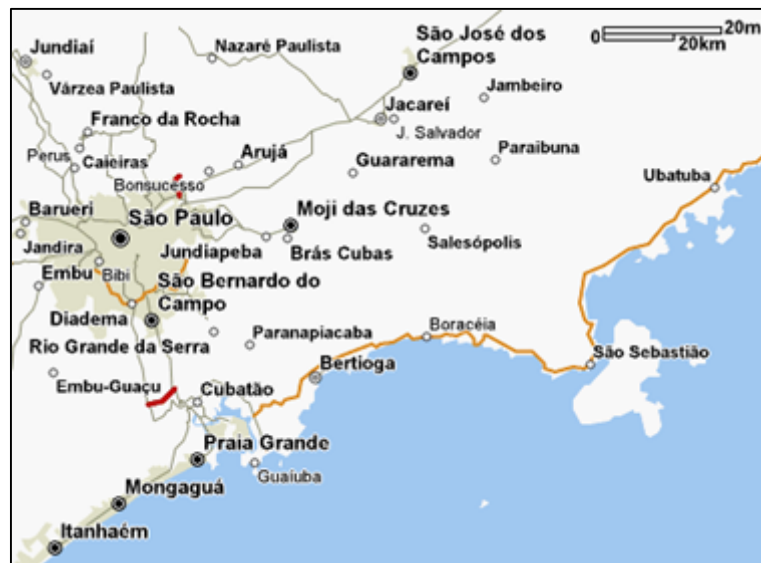 São José dos
Campos
0
20m
20km
Jundiaí
Nazaré Paulista
Várzea Paulista
Jambeiro
Franco da Rocha
Jacareí
J. Salvador
Perus
Caieiras
Arujá
Paraibuna
Guararema
Bonsucesso
Ubatuba
Barueri
São Paulo
Moji das Cruzes
Jandira
Jundiapeba
Brás Cubas
Salesópolis
Embu
Bibi
São Bernardo do
Campo
Diadema
Rio Grande da Serra
Paranapiacaba
Boracéia
São Sebastião
Bertioga
Embu-Guaçu
Cubatão
Praia Grande
Guaiuba
Mongaguá
Itanhaém